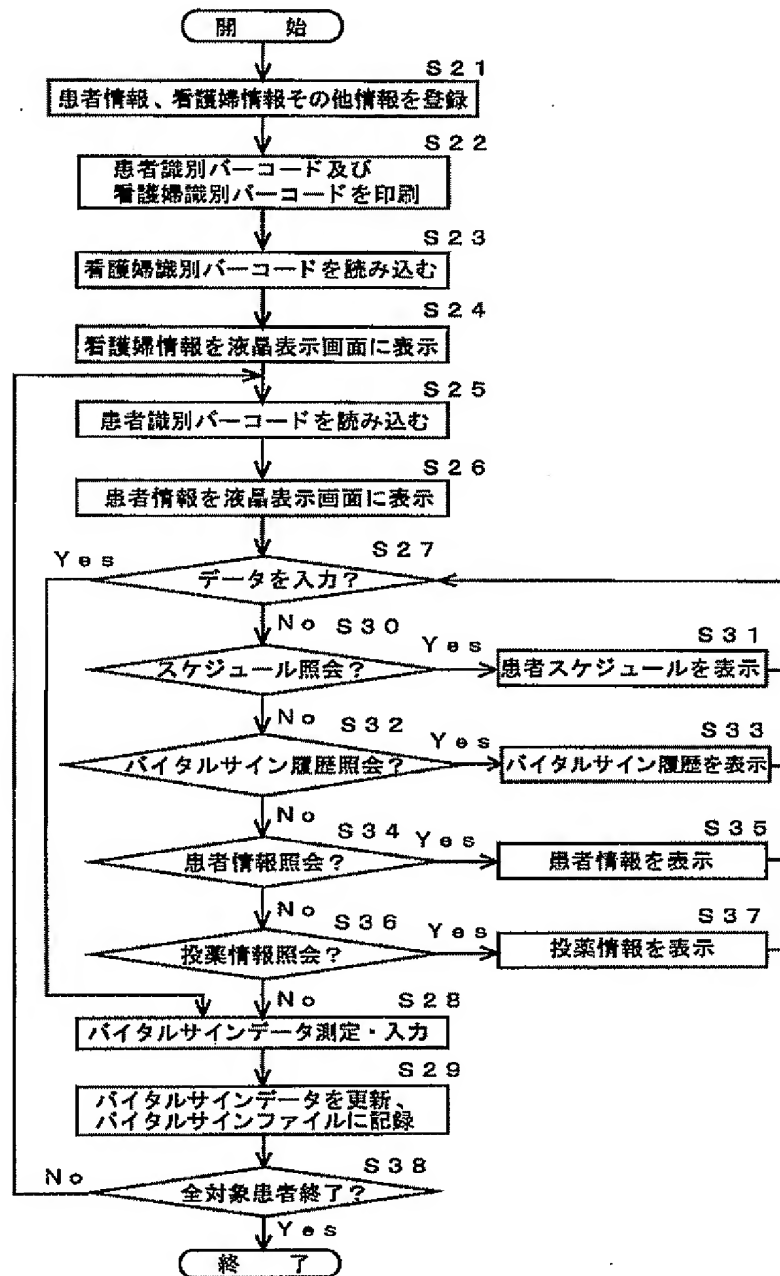 開 始
S21
患者情報、看護婦情報その他情報を登録
S22
患者識別バーコード及び
看護婦識別バーコードを印刷
S23
看護婦識別バーコードを読み込む
S24
看護婦情報を液晶表示画面に表示
S25
患者識別バーコードを読み込む
S26
患者情報を液晶表示画面に表示
S27
Yes
データを入力?
No
S30
Yes
スケジュール照会?
S31
患者スケジュールを表示
No
S32
Yes
バイタルサイン履歴照会?
S33
バイタルサイン履歴を表示
No
S34
Yes
患者情報照会?
S35
患者情報を表示
No
S36
Yes
投薬情報照会?
S37
投薬情報を表示
No
S28
バイタルサインデータ測定・入力
S29
バイタルサインデータを更新、
バイタルサインファイルに記録
S38
No
全対象患者終了?
Yes
終 了